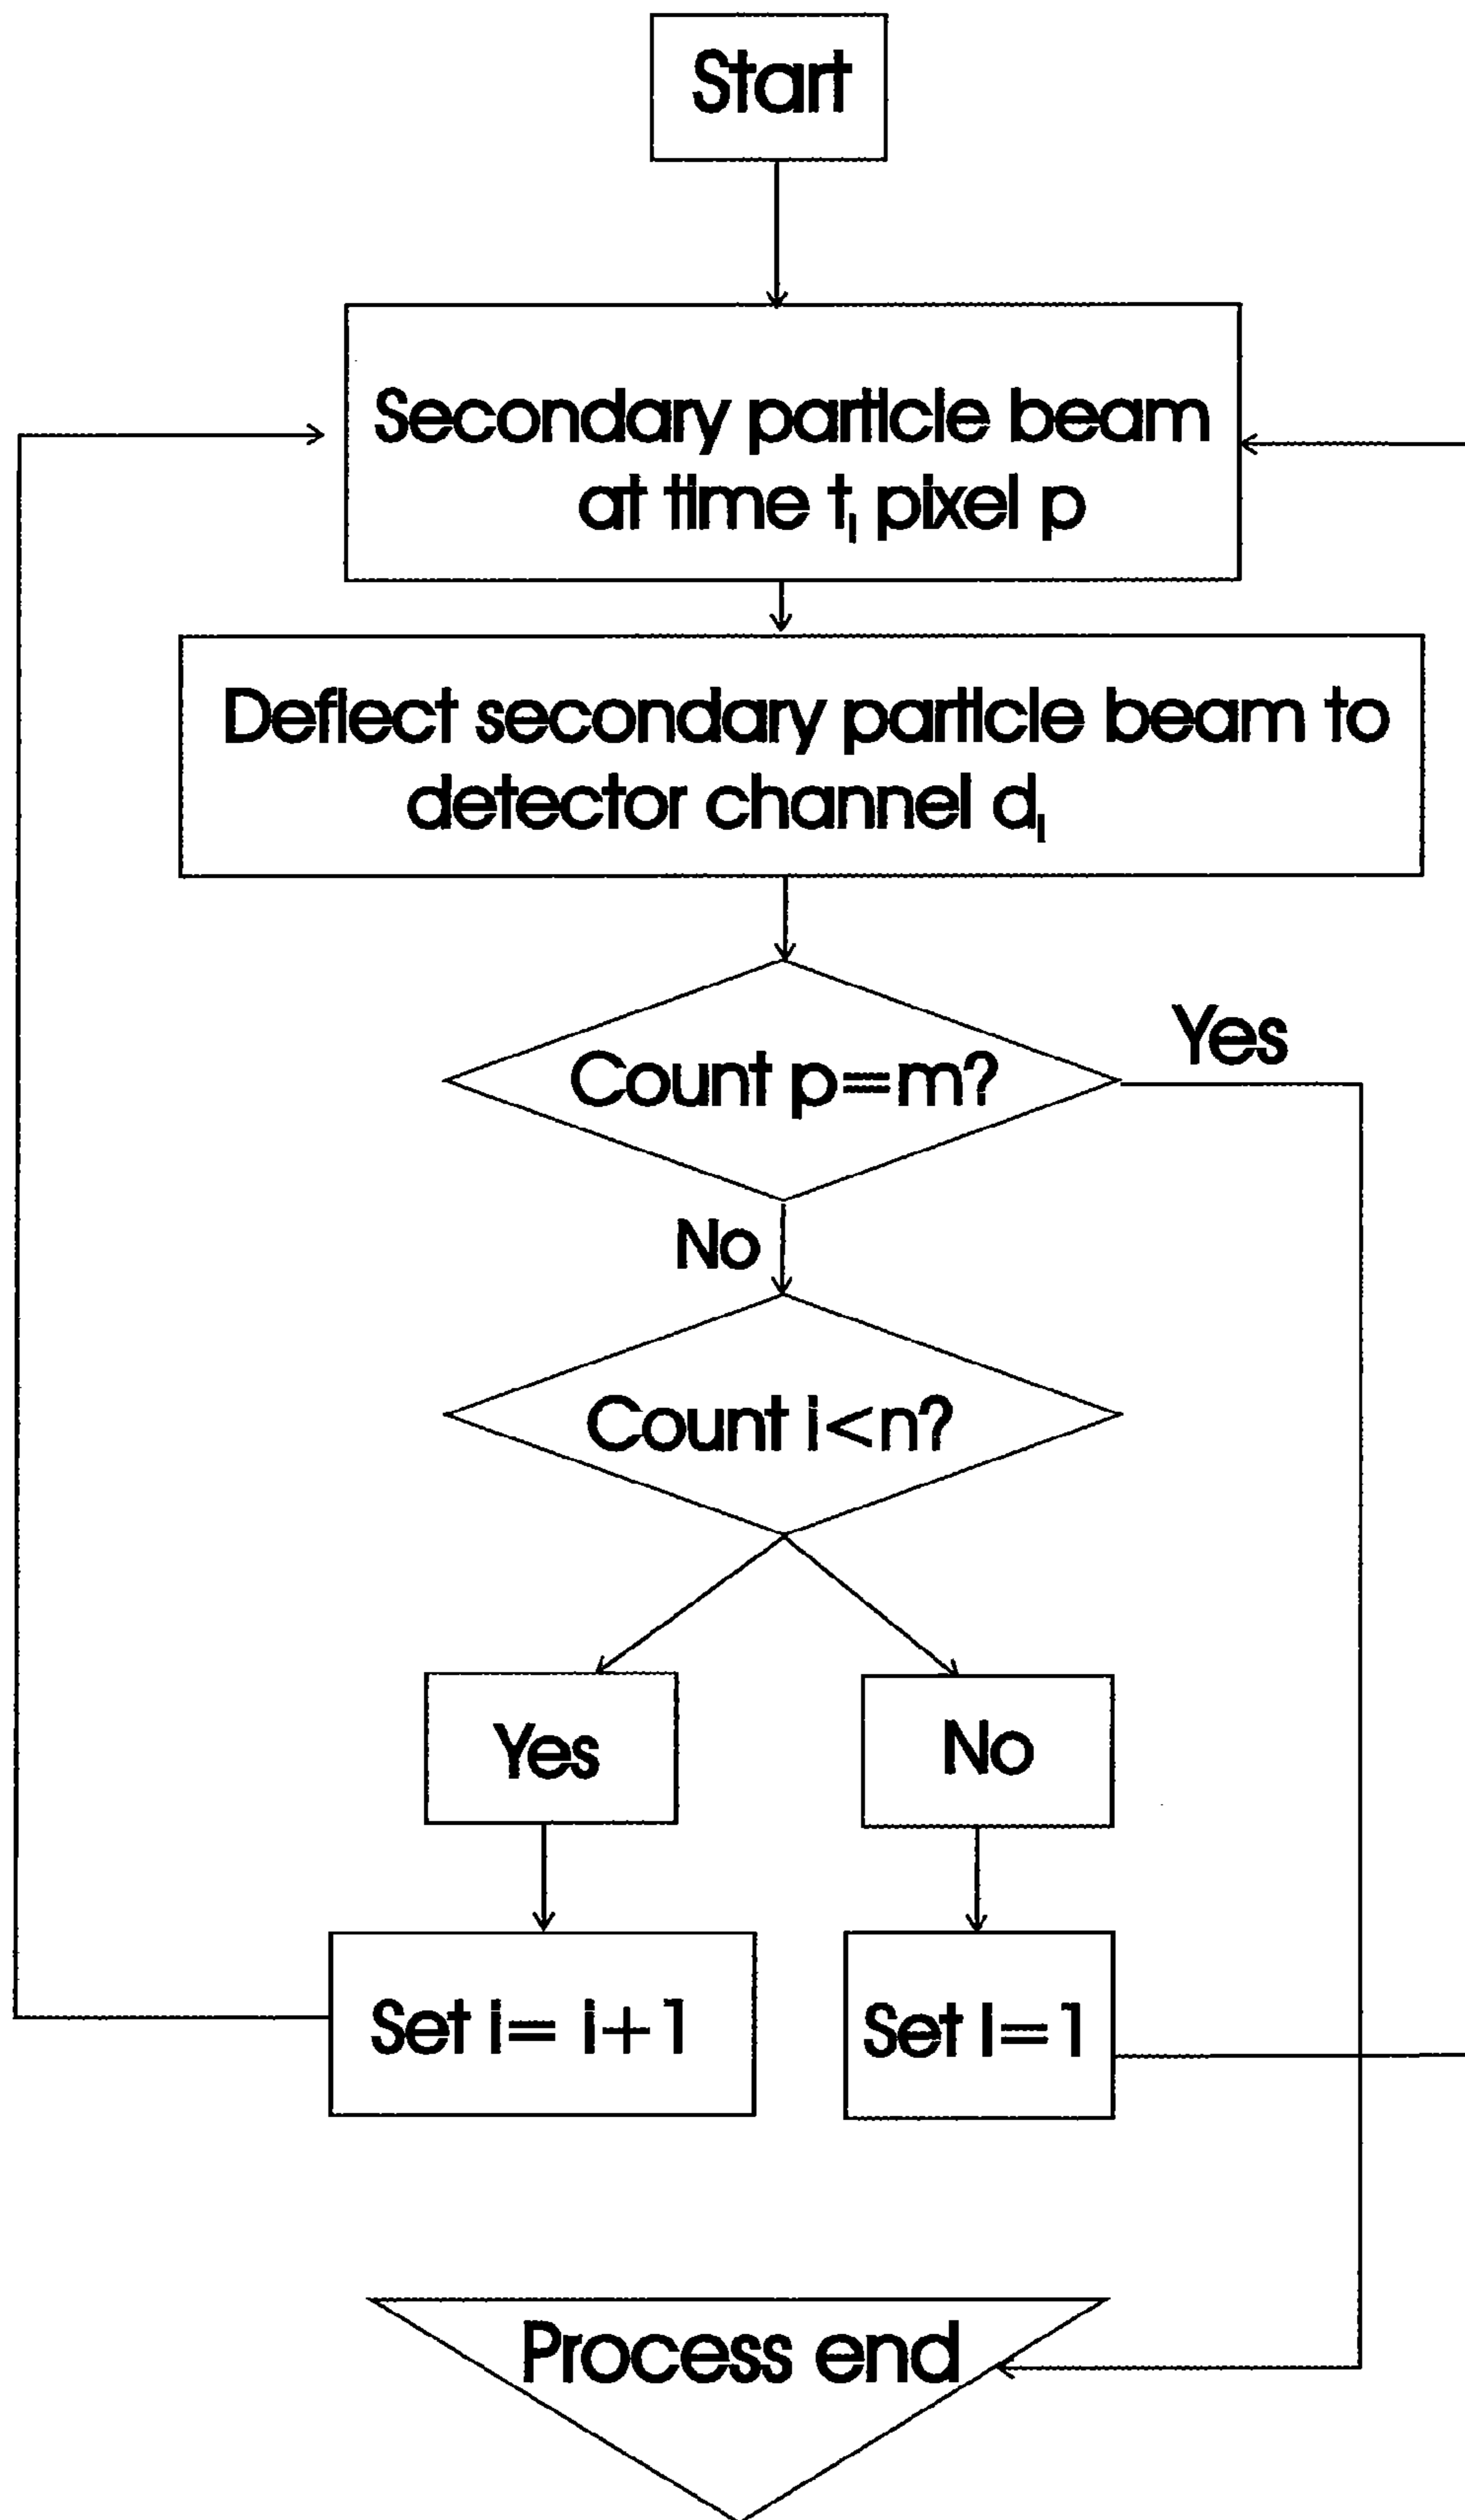 Start
Secondary particle beam
at time tᵢ pixel p
Deflect secondary particle beam to
detector channel dᵢ
Count p=m?
Yes
No
Count i<n?
Yes
No
Set i= i+1
Set i=1
Process end